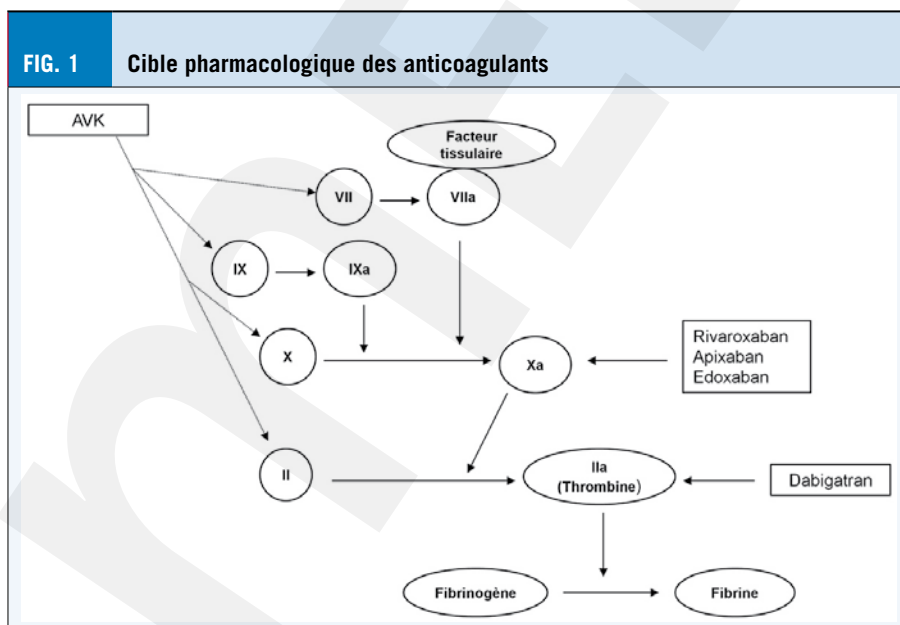 FIG. 1 Cible pharmacologique des anticoagulants
AVK
Facteur
tissulaire
VII
VIIa
IX
IXa
X
Xa
Rivaroxaban
Apixaban
Edoxaban
II
IIa
(Thrombine)
Dabigatran
Fibrinogène
Fibrine